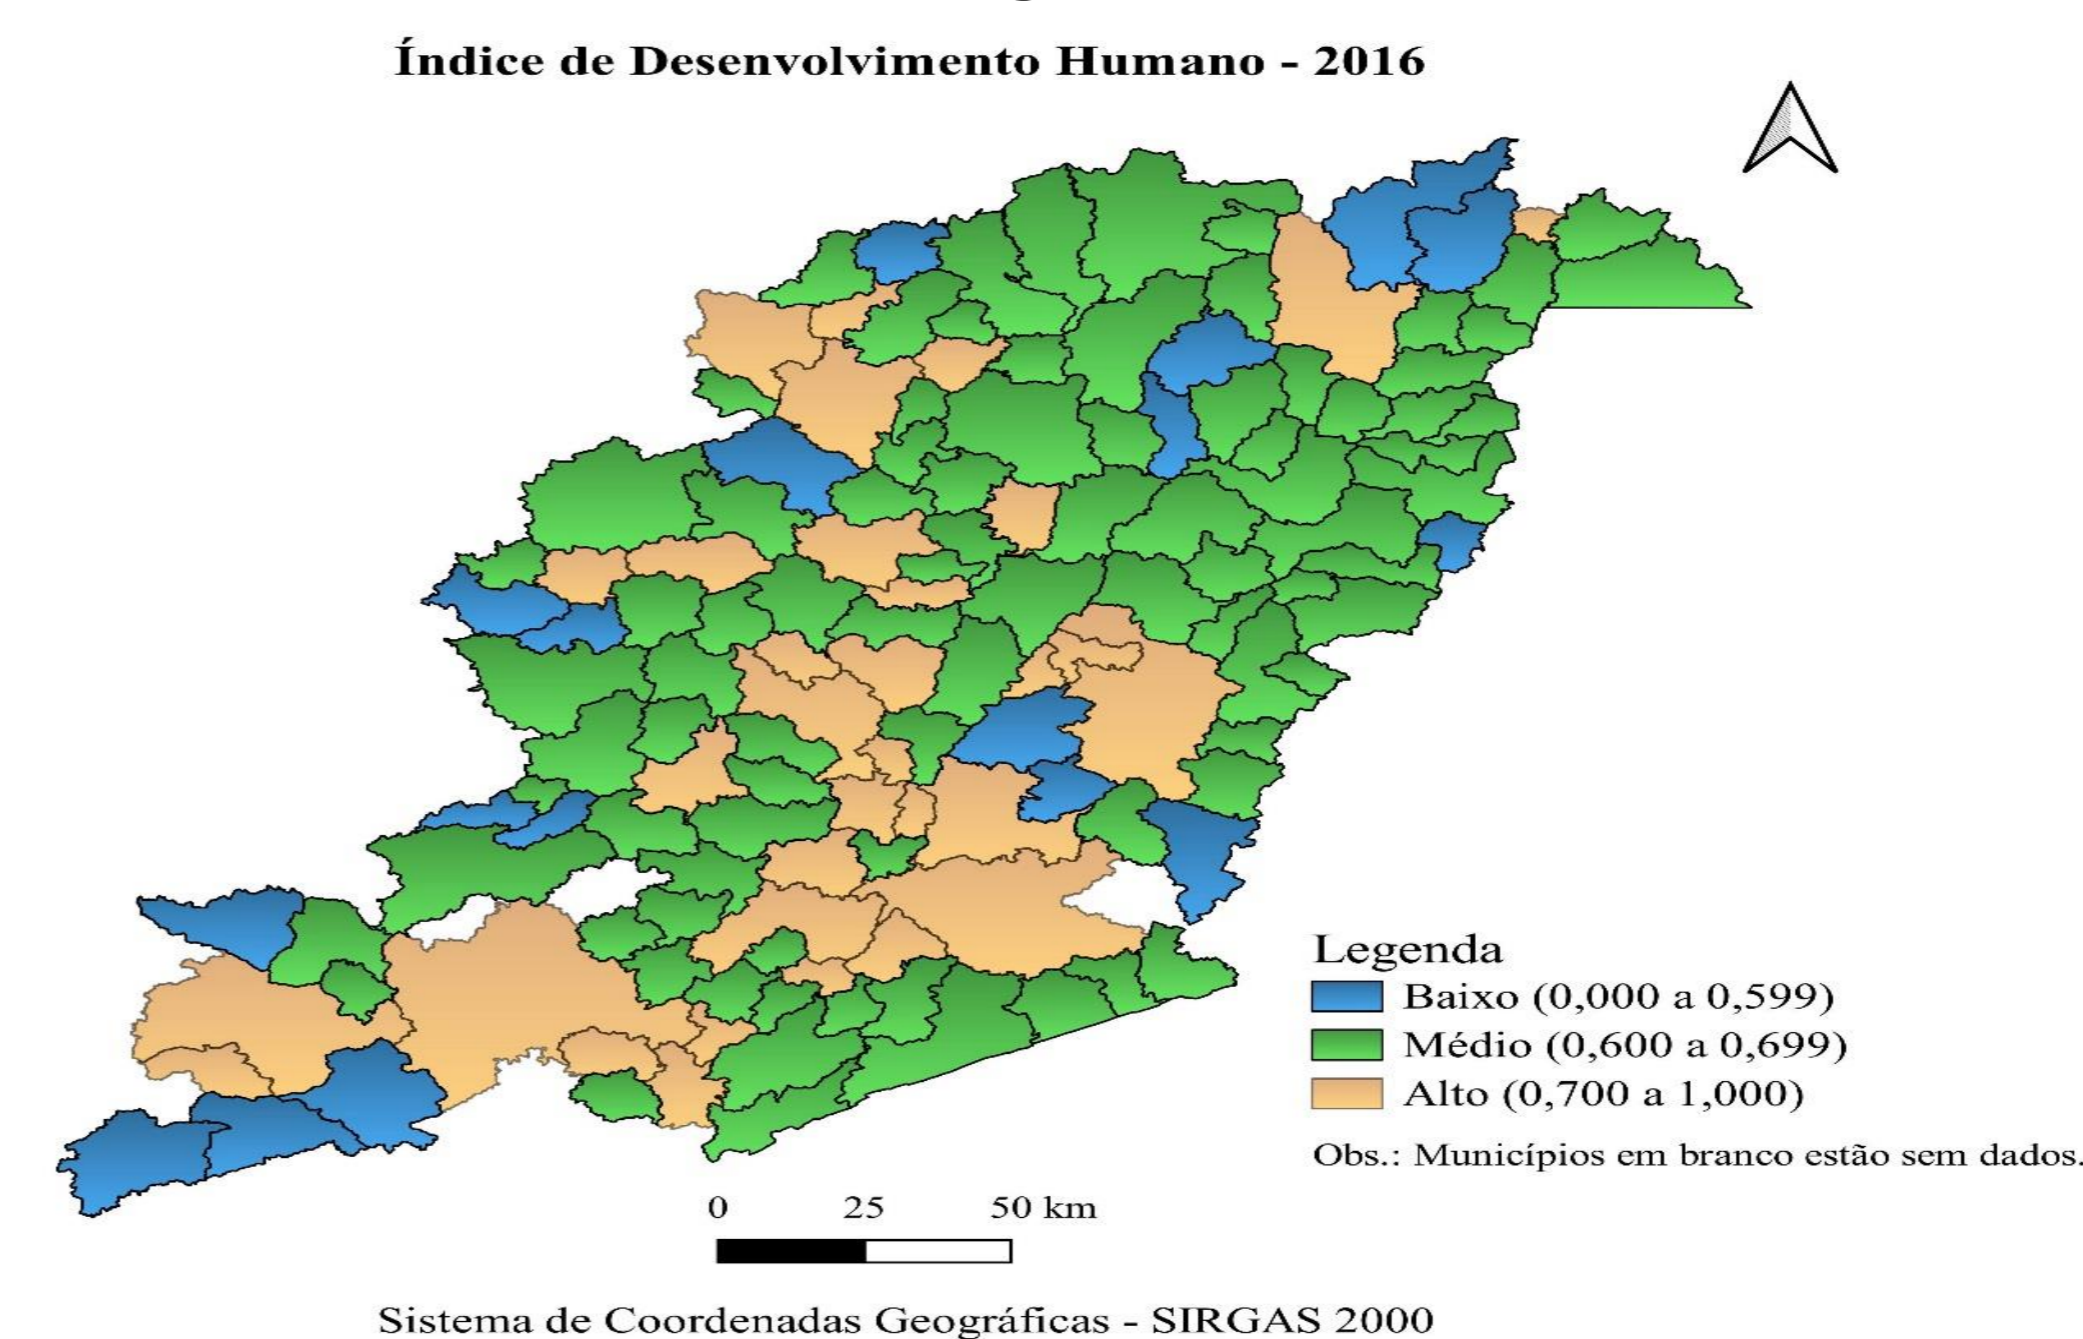 Índice de Desenvolvimento Humano - 2016
Legenda
Baixo (0,000 a 0,599)
Médio (0,600 a 0,699)
Alto (0,700 a 1,000)
Obs.: Municípios em branco estão sem dados.
0 25 50 km
Sistema de Coordenadas Geográficas - SIRGAS 2000